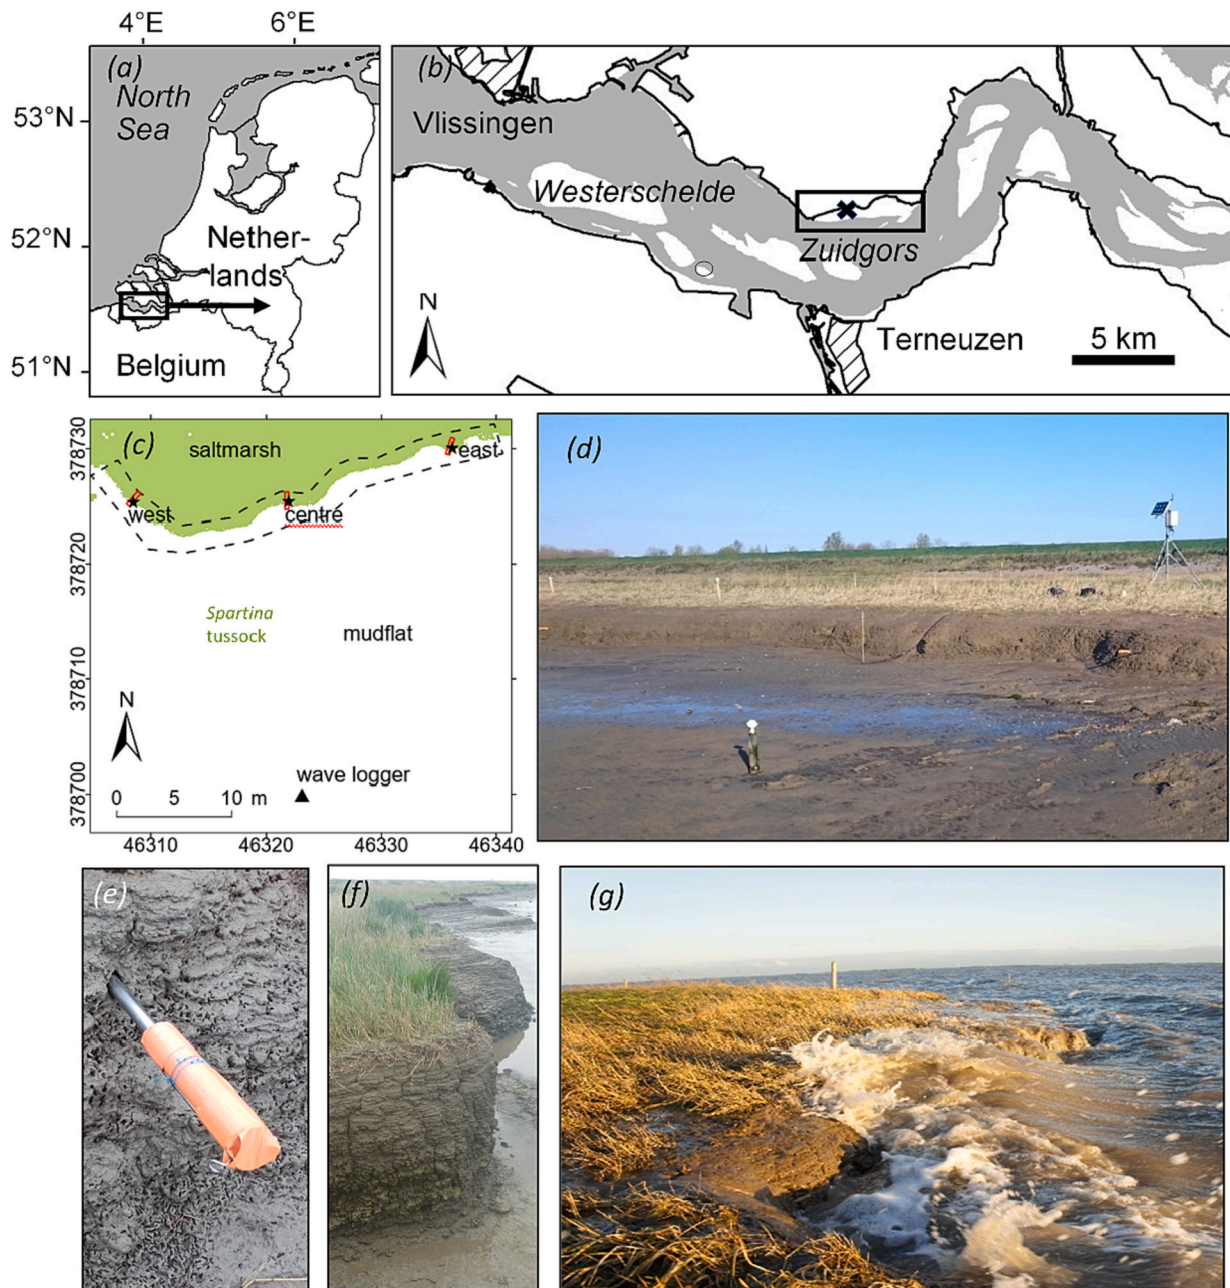 4°E 6°E
(a)
North
Sea
53°N
52°N
51°N
Nether-
lands
Belgium
(b)
Vlissingen
Westerschelde
Zuidgors
Terneuzen
N
5 km
(c)
saltmarsh
east
west
centre
Spartina
tussock
mudflat
N
wave logger
0 5 10 m
378730
378720
378710
378700
46310 46320 46330 46340
(d)
(e)
(f)
(g)